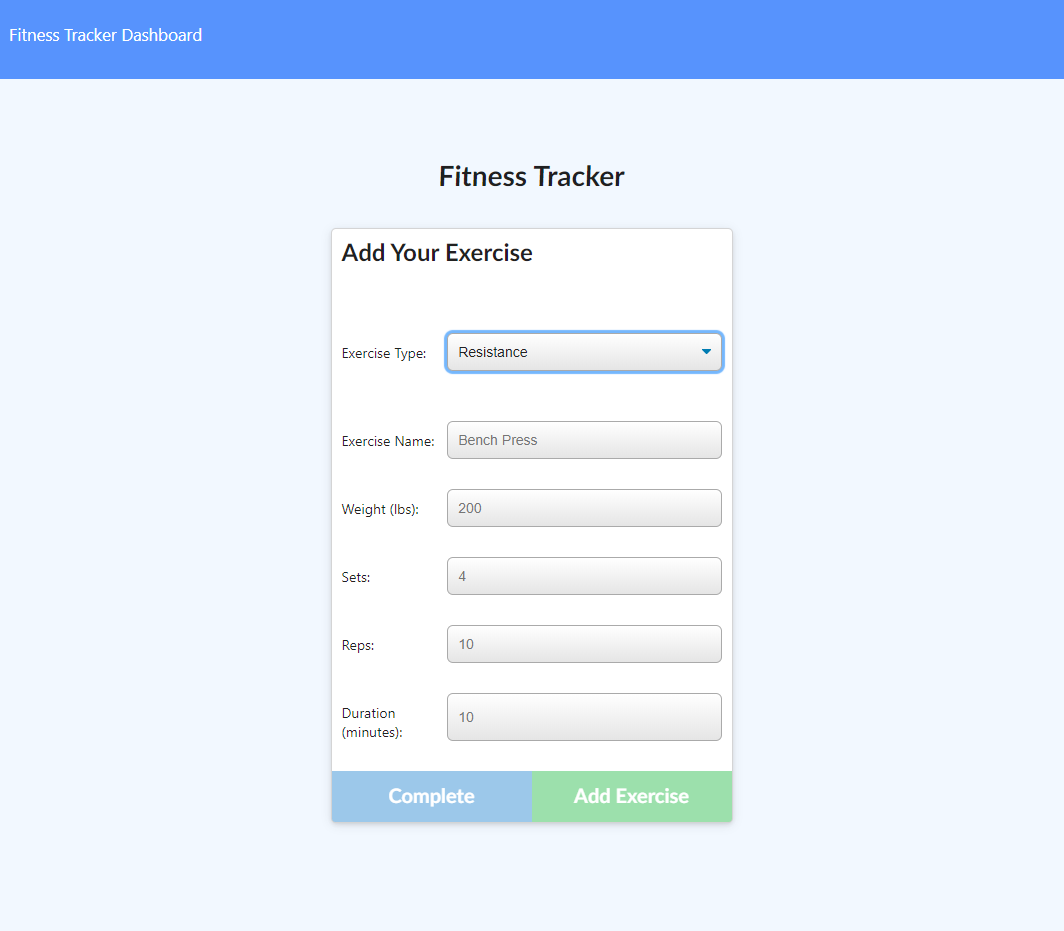 Fitness Tracker Dashboard
Fitness Tracker
Add Your Exercise
Exercise Type: Resistance
Exercise Name: Bench Press
Weight (lbs): 200
Sets: 4
Reps: 10
Duration
(minutes): 10
Complete Add Exercise